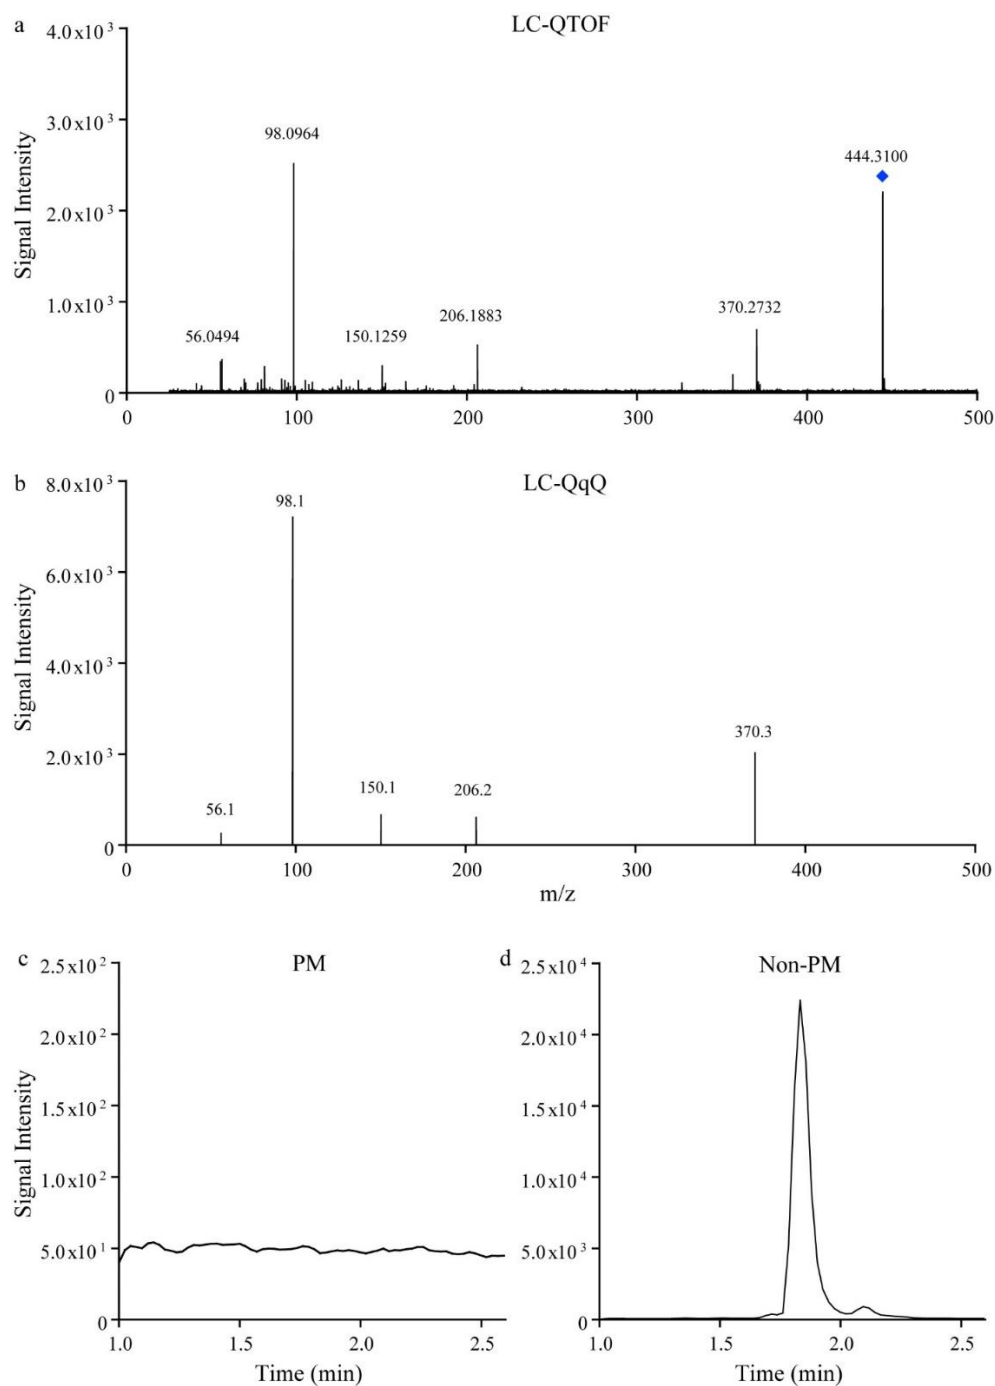 a
LC-QTOF
Signal Intensity
4.0x10³
3.0x10³
2.0x10³
1.0x10³
0
56.0494
98.0964
150.1259
206.1883
370.2732
444.3100
0 100 200 300 400 500
b
LC-QqQ
Signal Intensity
8.0x10³
6.0x10³
4.0x10³
2.0x10³
0
56.1
98.1
150.1
206.2
370.3
0 100 200 300 400 500
m/z
c
PM
Signal Intensity
2.5x10²
2.0x10²
1.5x10²
1.0x10²
5.0x10¹
0
1.0 1.5 2.0 2.5
Time (min)
d
Non-PM
2.5x10⁴
2.0x10⁴
1.5x10⁴
1.0x10⁴
5.0x10³
0
1.0 1.5 2.0 2.5
Time (min)